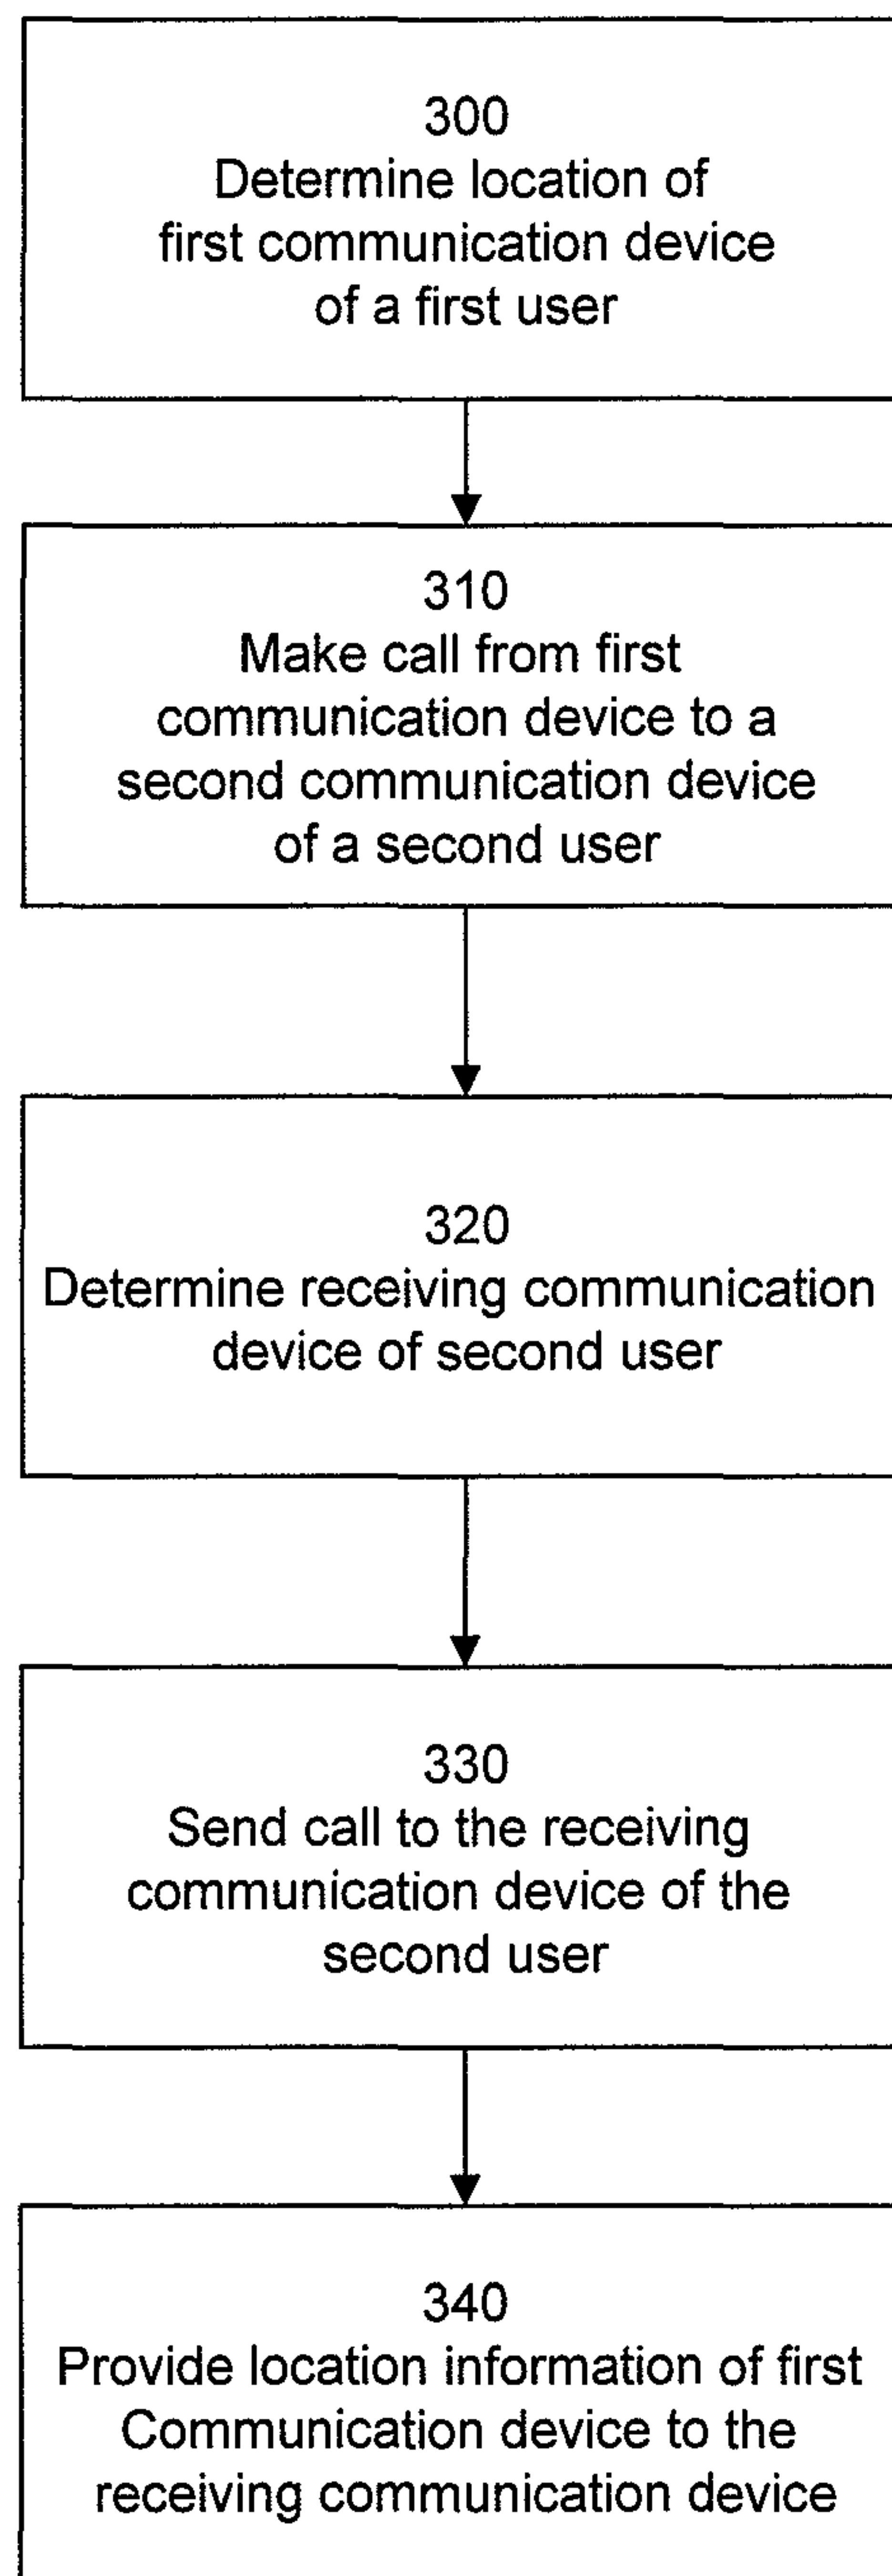 300
Determine location of
first communication device
of a first user
310
Make call from first
communication device to a
second communication device
of a second user
320
Determine receiving communication
device of second user
330
Send call to the receiving
communication device of the
second user
340
Provide location information of first
Communication device to the
receiving communication device